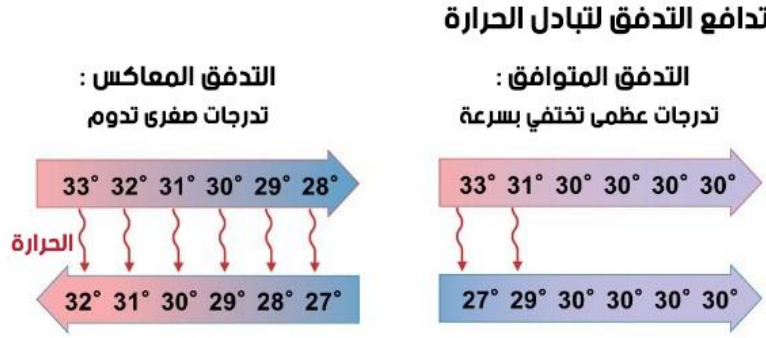 تدافع التدفق لتبادل الحرارة
التدفق المتوافق :
تدرجات عظمى تختفي بسرعة
33° 31° 30° 30° 30° 30°
27° 29° 30° 30° 30° 30°
التدفق المعاكس :
تدرجات صغرى تدوم
33° 32° 31° 30° 29° 28°
الحرارة
32° 31° 30° 29° 28° 27°